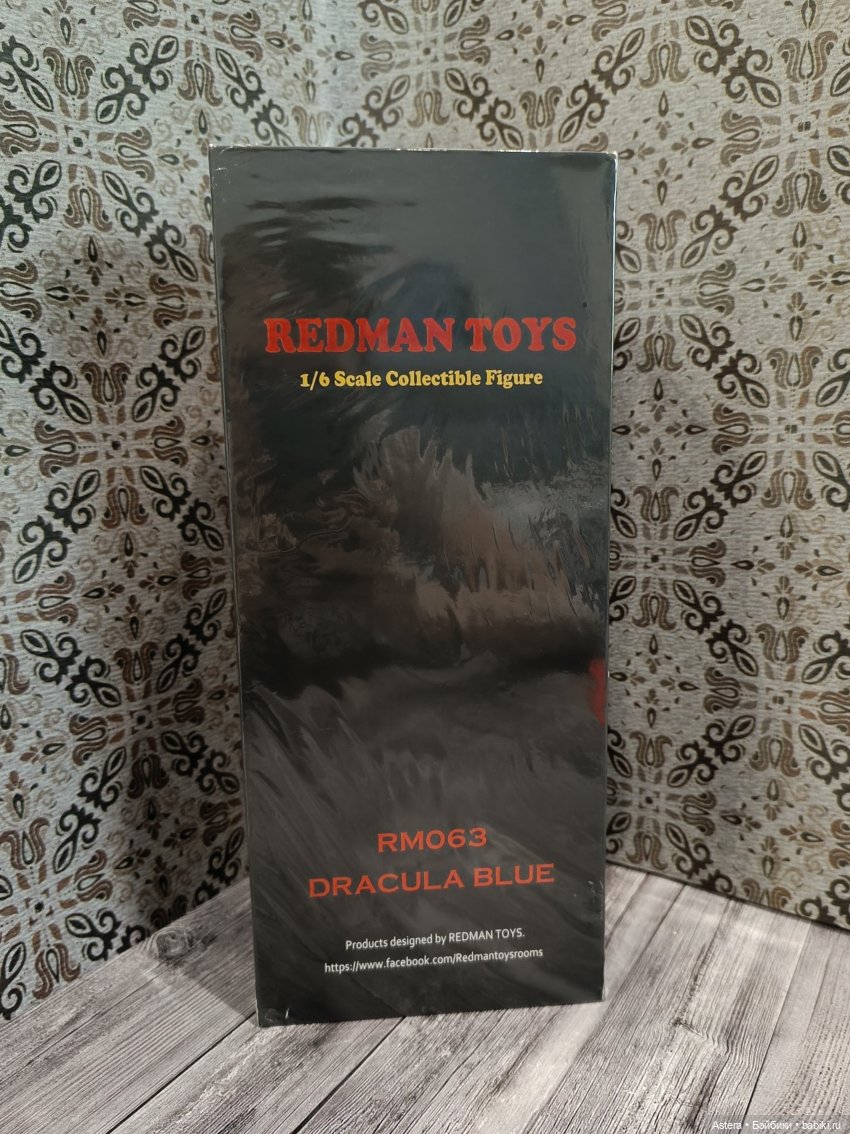 REDMAN TOYS
1/6 Scale Collectible Figure
RM063
DRACULA BLUE
Products designed by REDMAN TOYS.
https://www.facebook.com/Redmantoysrooms
Astera • Бэйбики • babiki.ru